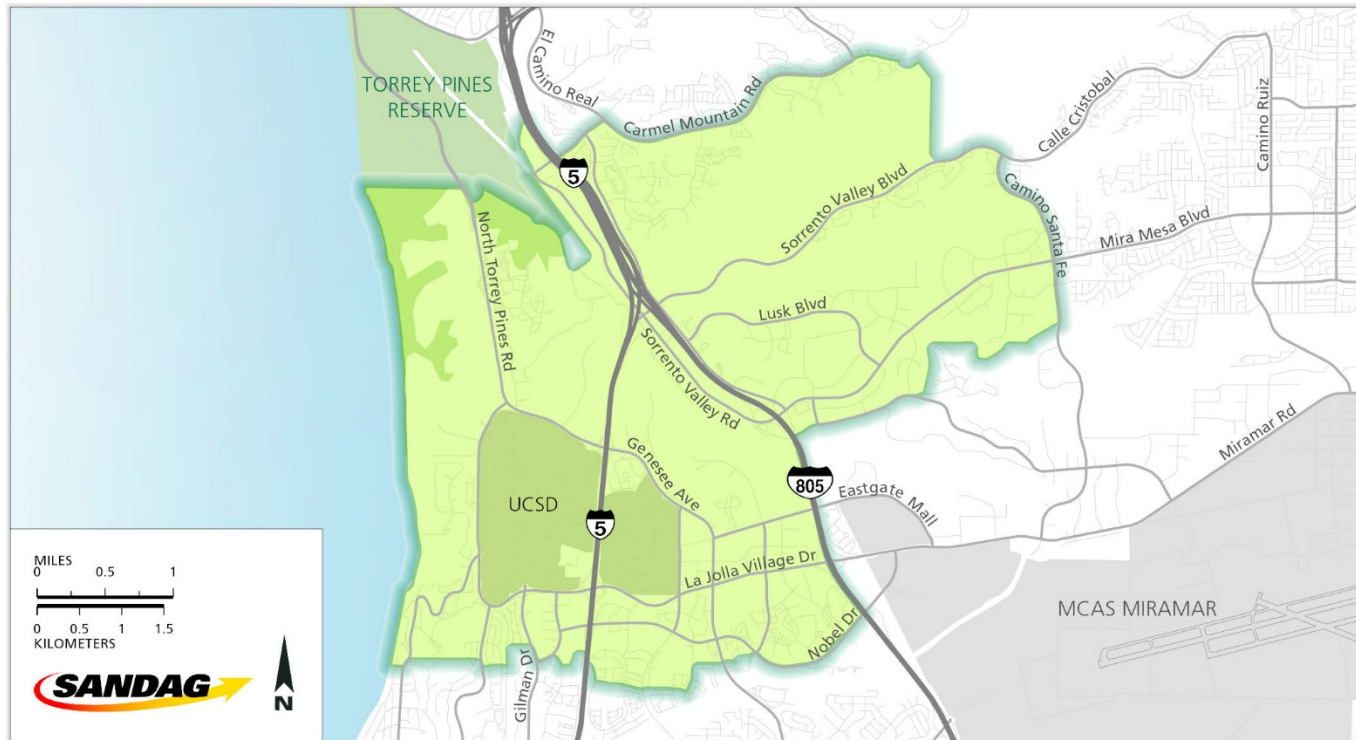 TORREY PINES
RESERVE
El Camino Real
Carmel Mountain Rd
Calle Cristobal
Camino Ruiz
5
Sorrento Valley Blvd
Camino Santa Fe
Mira Mesa Blvd
North Torrey Pines Rd
Lusk Blvd
Sorrento Valley Rd
Miramar Rd
Genesee Ave
805
Eastgate Mall
UCSD
5
La Jolla Village Dr
MCAS MIRAMAR
Nobel Dr
Gilman Dr
MILES
0 0.5 1
0 0.5 1 1.5
KILOMETERS
SANDAG
N